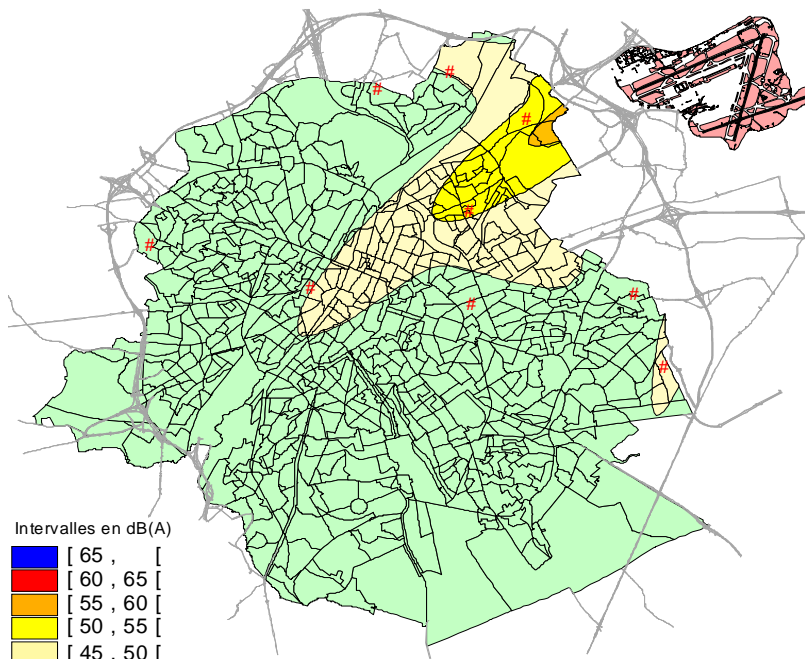 #
#
#
#
#
#
#
#
#
Intervalles en dB(A)
[ 65 , [
[ 60 , 65 [
[ 55 , 60 [
[ 50 , 55 [
[ 45 , 50 [